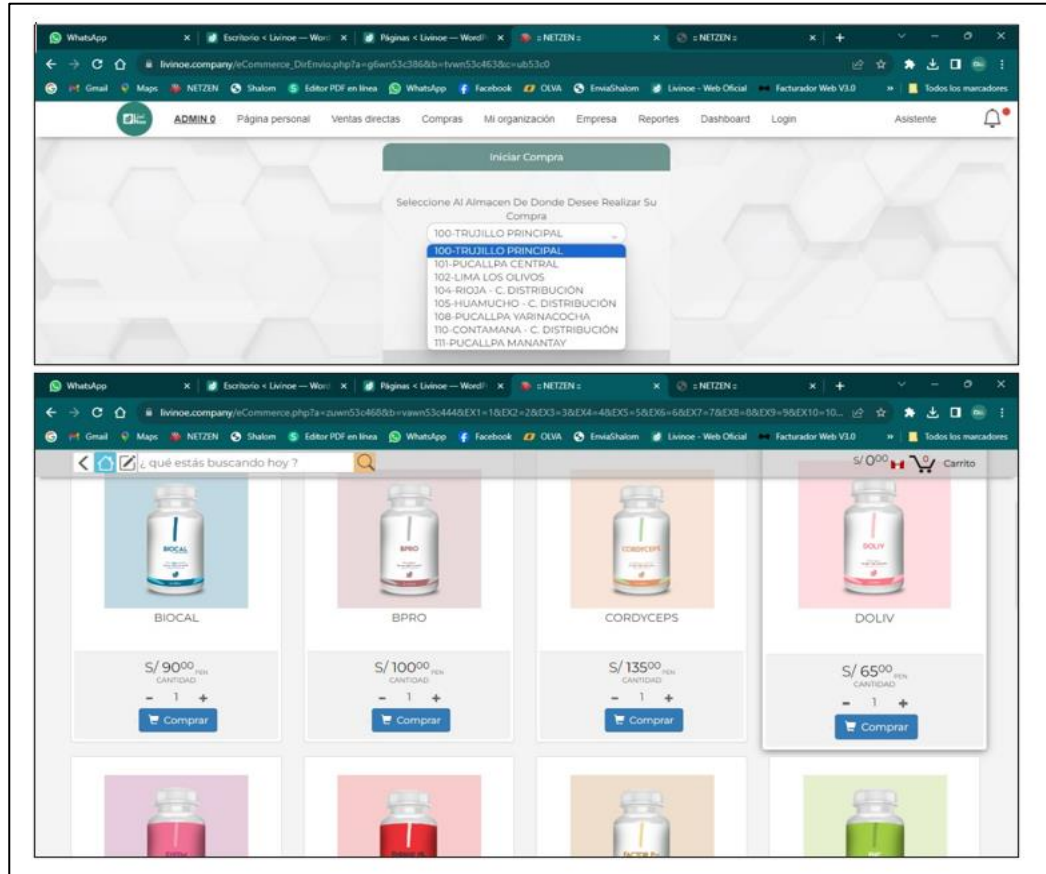 WhatsApp
Escritorio < Livinoe — Word
Páginas < Livinoe — WordP
:: NETZEN ::
:: NETZEN ::
livinoe.company/eCommerce_DirEnvio.php?a=g6wn53c386&b=tvwn53c463&c=ub53c0
Gmail Maps NETZEN Shalom Editor PDF en línea WhatsApp Facebook OLVA EnviaShalom Livinoe - Web Oficial Facturador Web V3.0 » Todos los marcadores
ADMIN 0 Página personal Ventas directas Compras Mi organización Empresa Reportes Dashboard Login Asistente
Iniciar Compra
Seleccione Al Almacen De Donde Desee Realizar Su
Compra
100-TRUJILLO PRINCIPAL
100-TRUJILLO PRINCIPAL
101-PUCALLPA CENTRAL
102-LIMA LOS OLIVOS
104-RIOJA - C. DISTRIBUCIÓN
105-HUAMUCHO - C. DISTRIBUCIÓN
108-PUCALLPA YARINACOCHA
110-CONTAMANA - C. DISTRIBUCIÓN
111-PUCALLPA MANANTAY
WhatsApp
Escritorio < Livinoe — Word
Páginas < Livinoe — WordP
:: NETZEN ::
:: NETZEN ::
livinoe.company/eCommerce.php?a=zuwn53c468&b=vawn53c444&EX1=1&EX2=2&EX3=3&EX4=4&EX5=5&EX6=6&EX7=7&EX8=8&EX9=9&EX10=10...
Gmail Maps NETZEN Shalom Editor PDF en línea WhatsApp Facebook OLVA EnviaShalom Livinoe - Web Oficial Facturador Web V3.0 » Todos los marcadores
¿ qué estás buscando hoy ? S/ 0⁰⁰ 0 Carrito
BIOCAL BPRO CORDYCEPS DOLIV
BIOCAL BPRO CORDYCEPS DOLIV
S/ 90⁰⁰ PEN S/ 100⁰⁰ PEN S/ 135⁰⁰ PEN S/ 65⁰⁰ PEN
CANTIDAD CANTIDAD CANTIDAD CANTIDAD
- 1 + - 1 + - 1 + - 1 +
Comprar Comprar Comprar Comprar